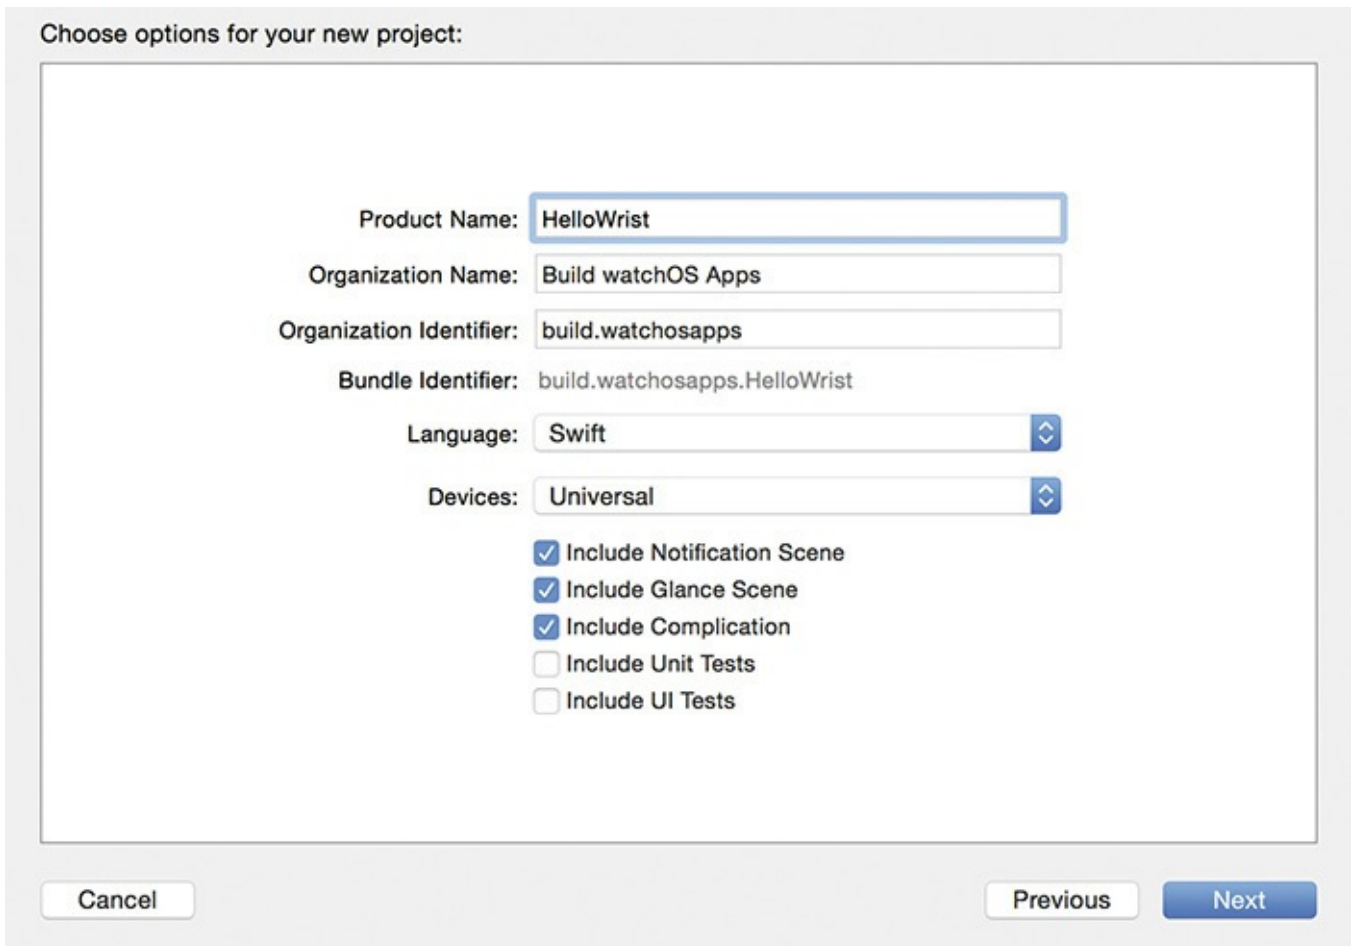 Choose options for your new project:
Product Name: HelloWrist
Organization Name: Build watchOS Apps
Organization Identifier: build.watchosapps
Bundle Identifier: build.watchosapps.HelloWrist
Language: Swift
Devices: Universal
Include Notification Scene
Include Glance Scene
Include Complication
Include Unit Tests
Include UI Tests
Cancel Previous Next